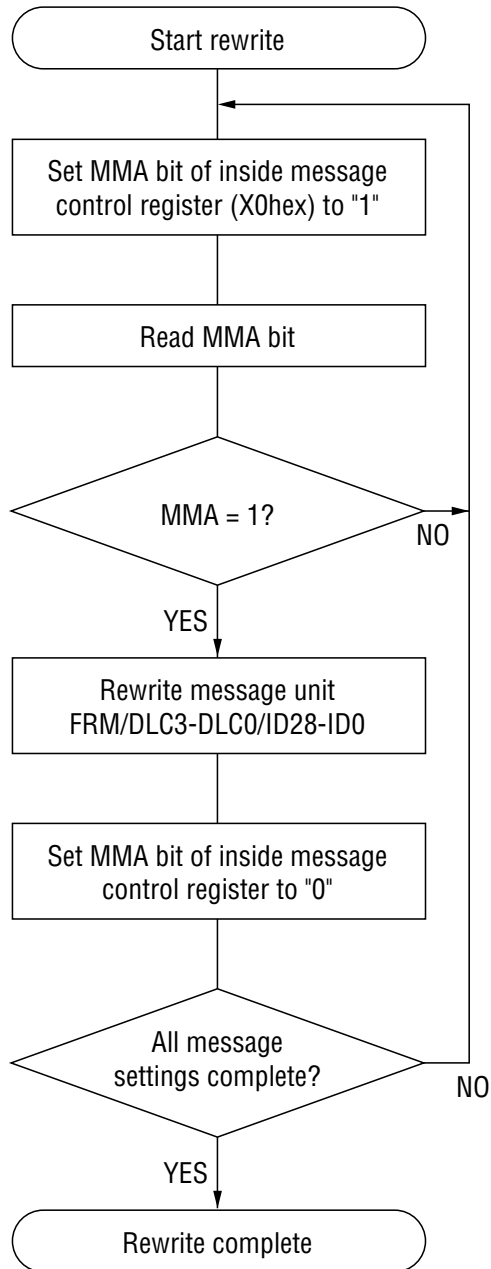 Start rewrite
Set MMA bit of inside message
control register (X0hex) to "1"
Read MMA bit
MMA = 1?
NO
YES
Rewrite message unit
FRM/DLC3-DLC0/ID28-ID0
Set MMA bit of inside message
control register to "0"
All message
settings complete?
NO
YES
Rewrite complete